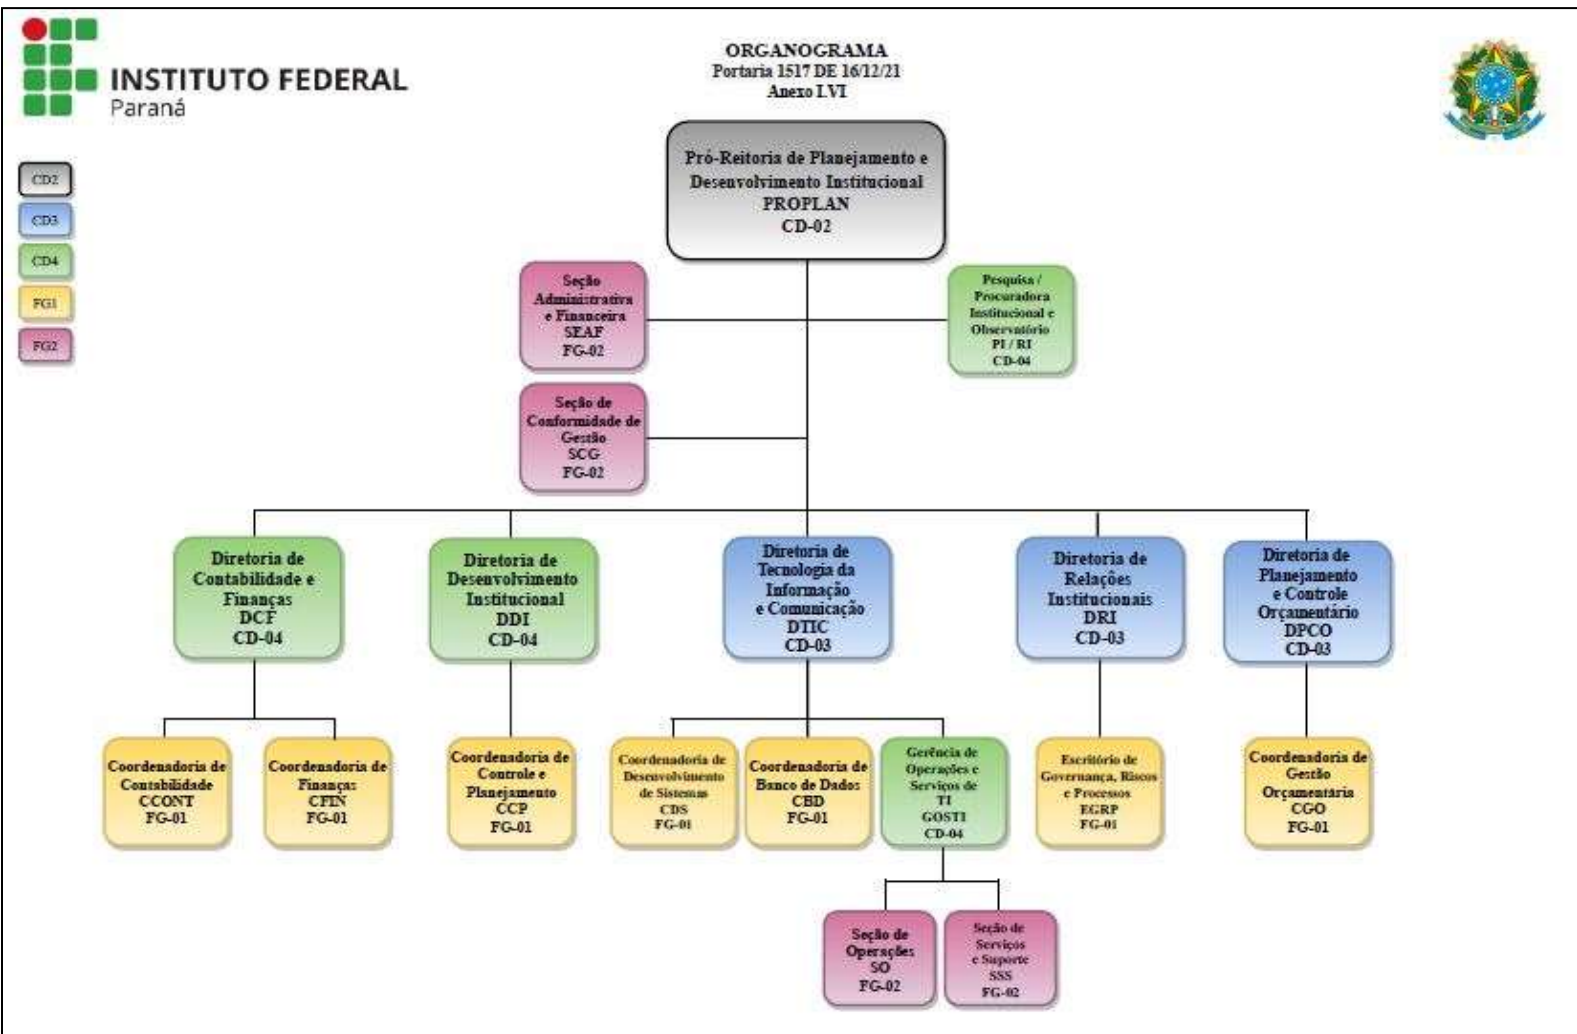 INSTITUTO FEDERAL
Paraná
ORGANOGRAMA
Portaria 1517 DE 16/12/21
Anexo LVI
CD2
CD3
CD4
FG1
FG2
Pró-Reitoria de Planejamento e
Desenvolvimento Institucional
PROPLAN
CD-02
Seção
Administrativa
e Financeira
SEAF
FG-02
Pesquisa /
Procuradora
Institucional e
Observatório
PI / RI
CD-04
Seção de
Conformidade de
Gestão
SCG
FG-02
Diretoria de
Contabilidade e
Finanças
DCF
CD-04
Diretoria de
Desenvolvimento
Institucional
DDI
CD-04
Diretoria de
Tecnologia da
Informação
e Comunicação
DTIC
CD-03
Diretoria de
Relações
Institucionais
DRI
CD-03
Diretoria de
Planejamento
e Controle
Orçamentário
DPCO
CD-03
Coordenadoria de
Contabilidade
CCONT
FG-01
Coordenadoria de
Finanças
CFIN
FG-01
Coordenadoria de
Controle e
Planejamento
CCP
FG-01
Coordenadoria de
Desenvolvimento
de Sistemas
CDS
FG-01
Coordenadoria de
Banco de Dados
CBD
FG-01
Gerência de
Operações e
Serviços de
TI
GOSTI
CD-04
Escritório de
Governança, Riscos
e Processos
EGRP
FG-01
Coordenadoria de
Gestão
Orçamentária
CGO
FG-01
Seção de
Operações
SO
FG-02
Seção de
Serviços
e Suporte
SSS
FG-02